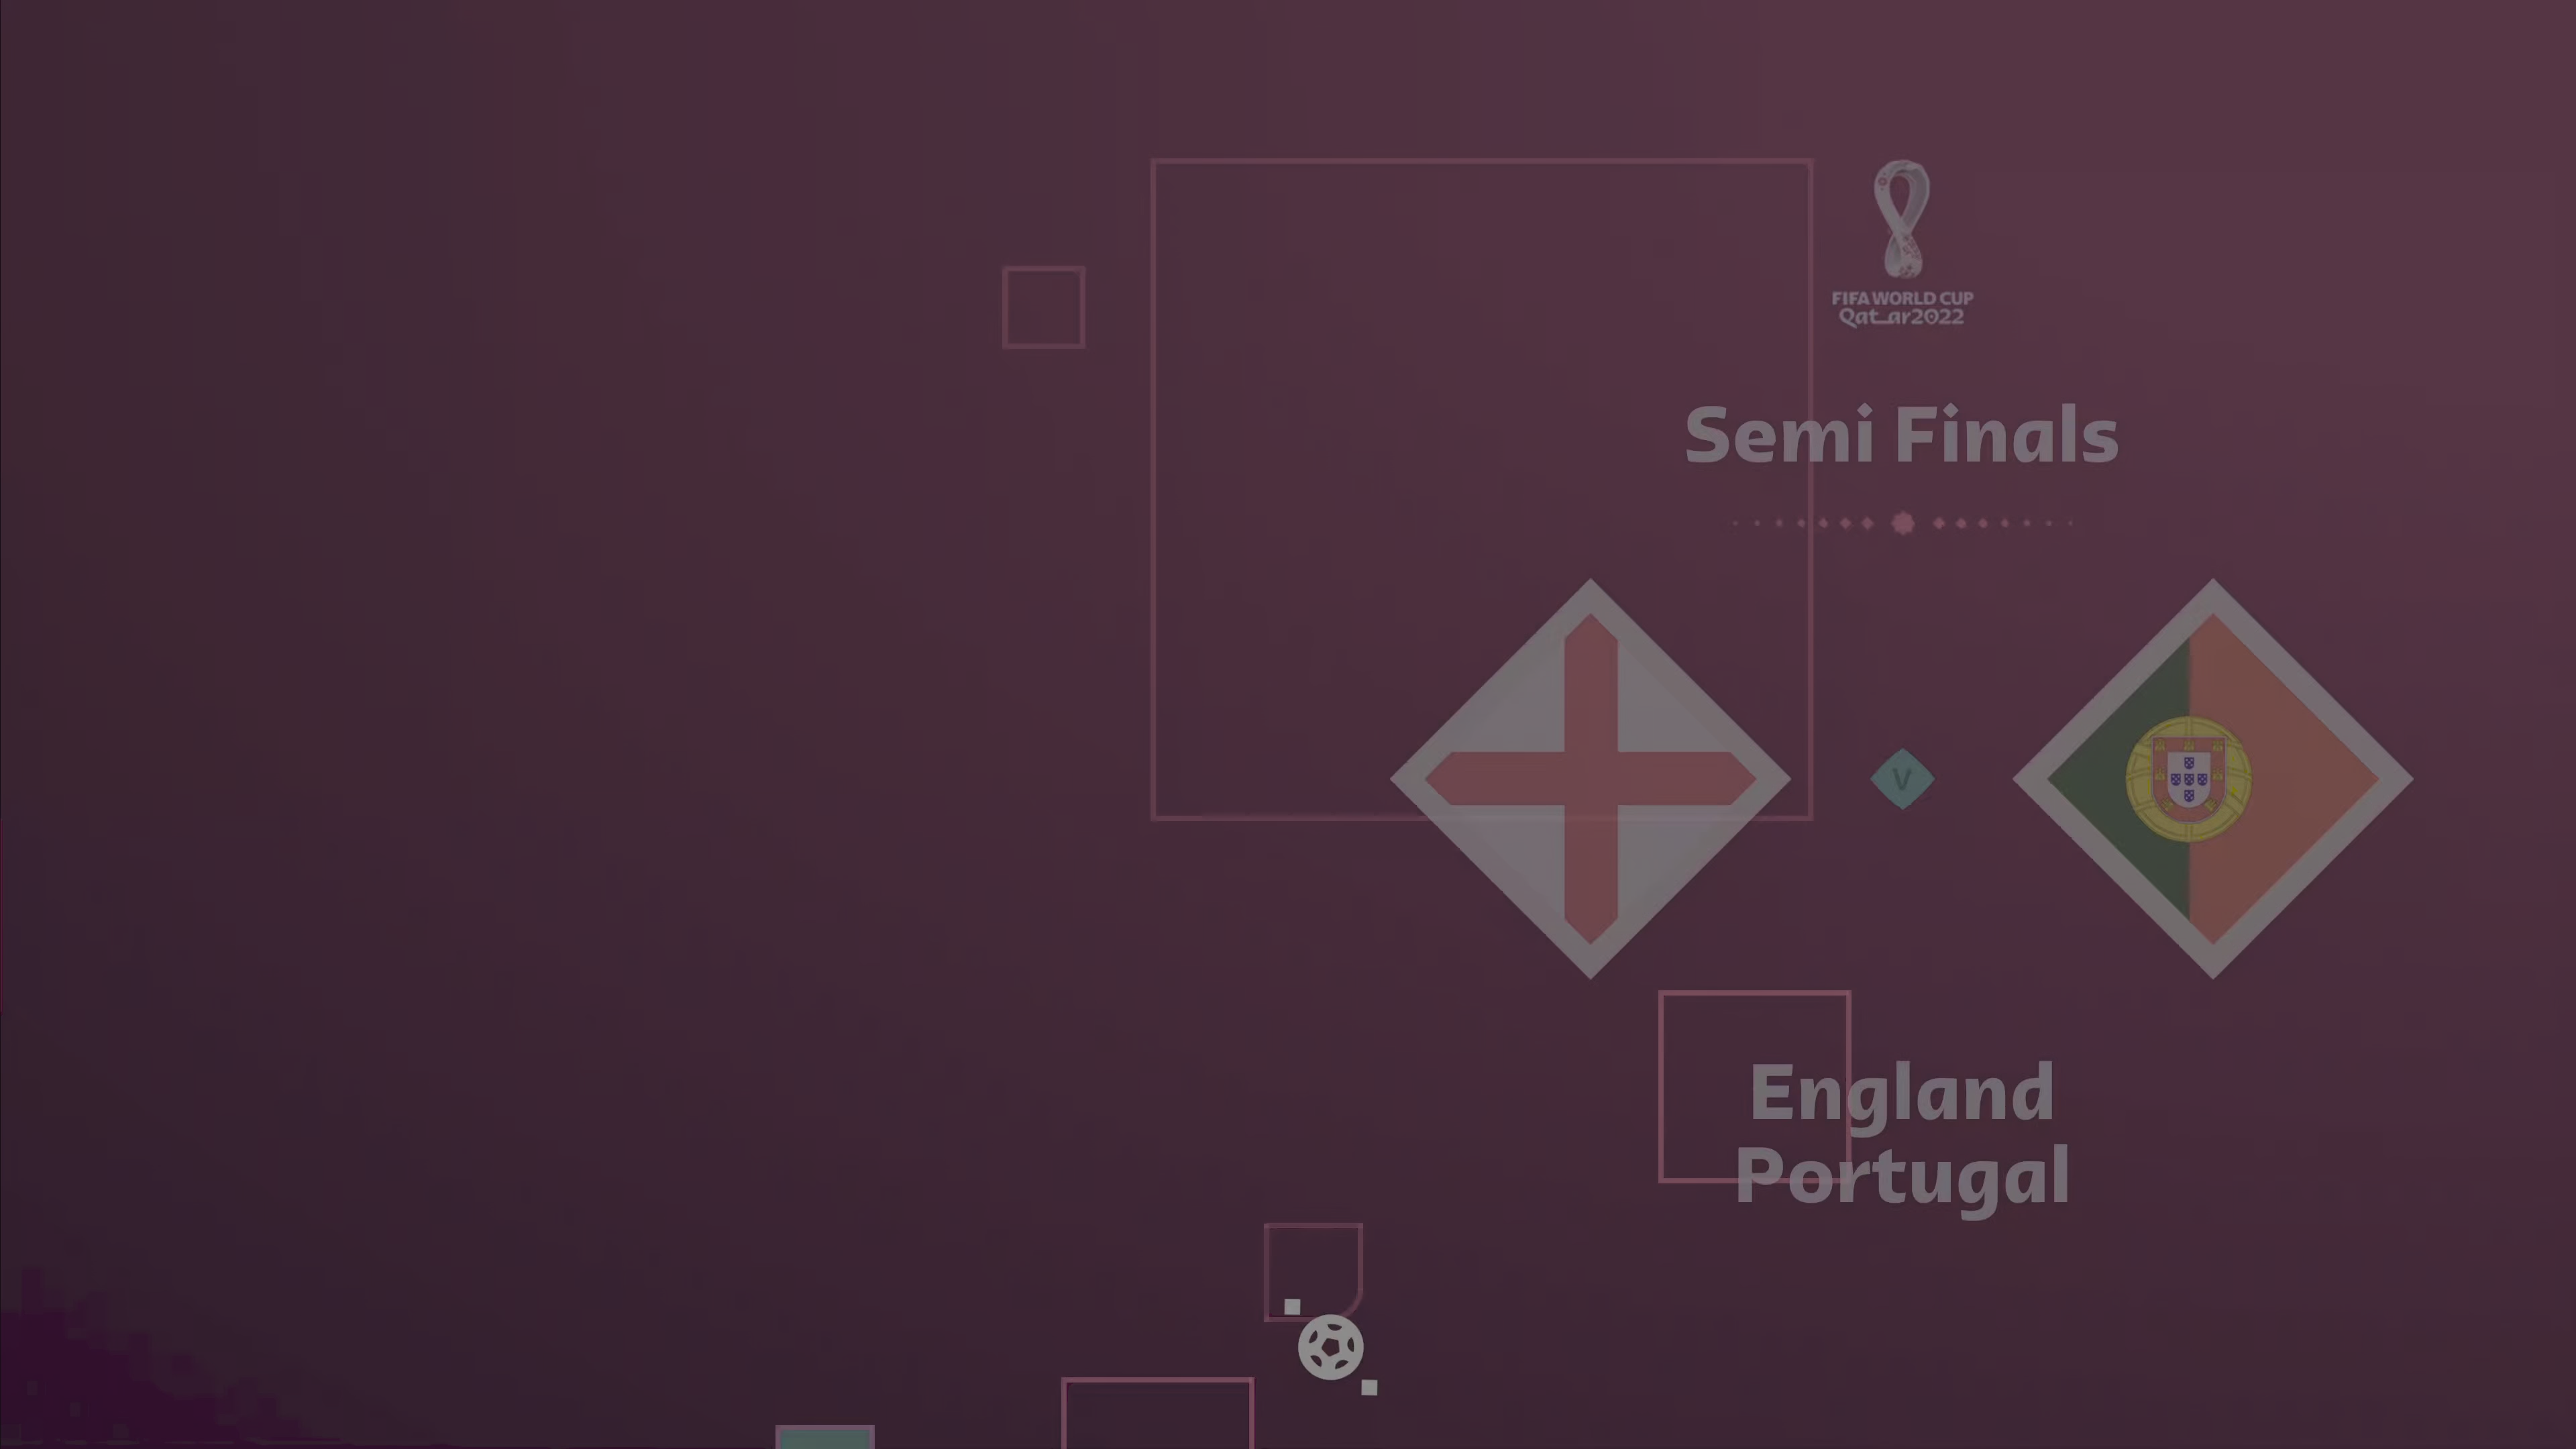 FIFA WORLD CUP
Qatar2022
Semi Finals
V
England
Portugal